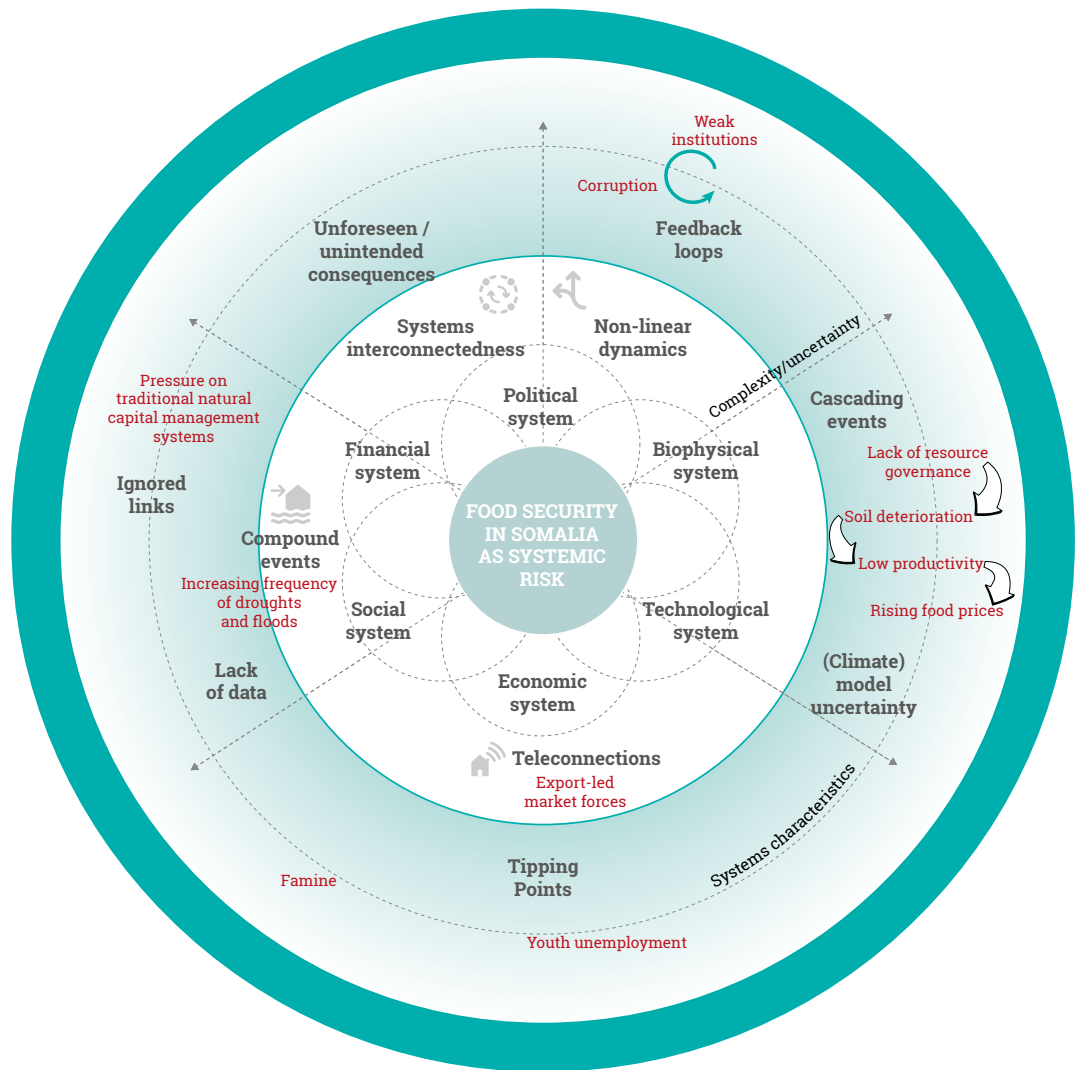 Weak
institutions
Corruption
Feedback
loops
Unforeseen /
unintended
consequences
Systems
interconnectedness
Non-linear
dynamics
Complexity/uncertainty
Pressure on
traditional natural
capital management
systems
Ignored
links
Political
system
Financial
system
Biophysical
system
Cascading
events
Lack of resource
governance
Soil deterioration
Low productivity
Rising food prices
FOOD SECURITY
IN SOMALIA
AS SYSTEMIC
RISK
Compound
events
Increasing frequency
of droughts
and floods
Social
system
Technological
system
Economic
system
Lack
of data
(Climate)
model
uncertainty
Teleconnections
Export-led
market forces
Systems characteristics
Tipping
Points
Famine
Youth unemployment